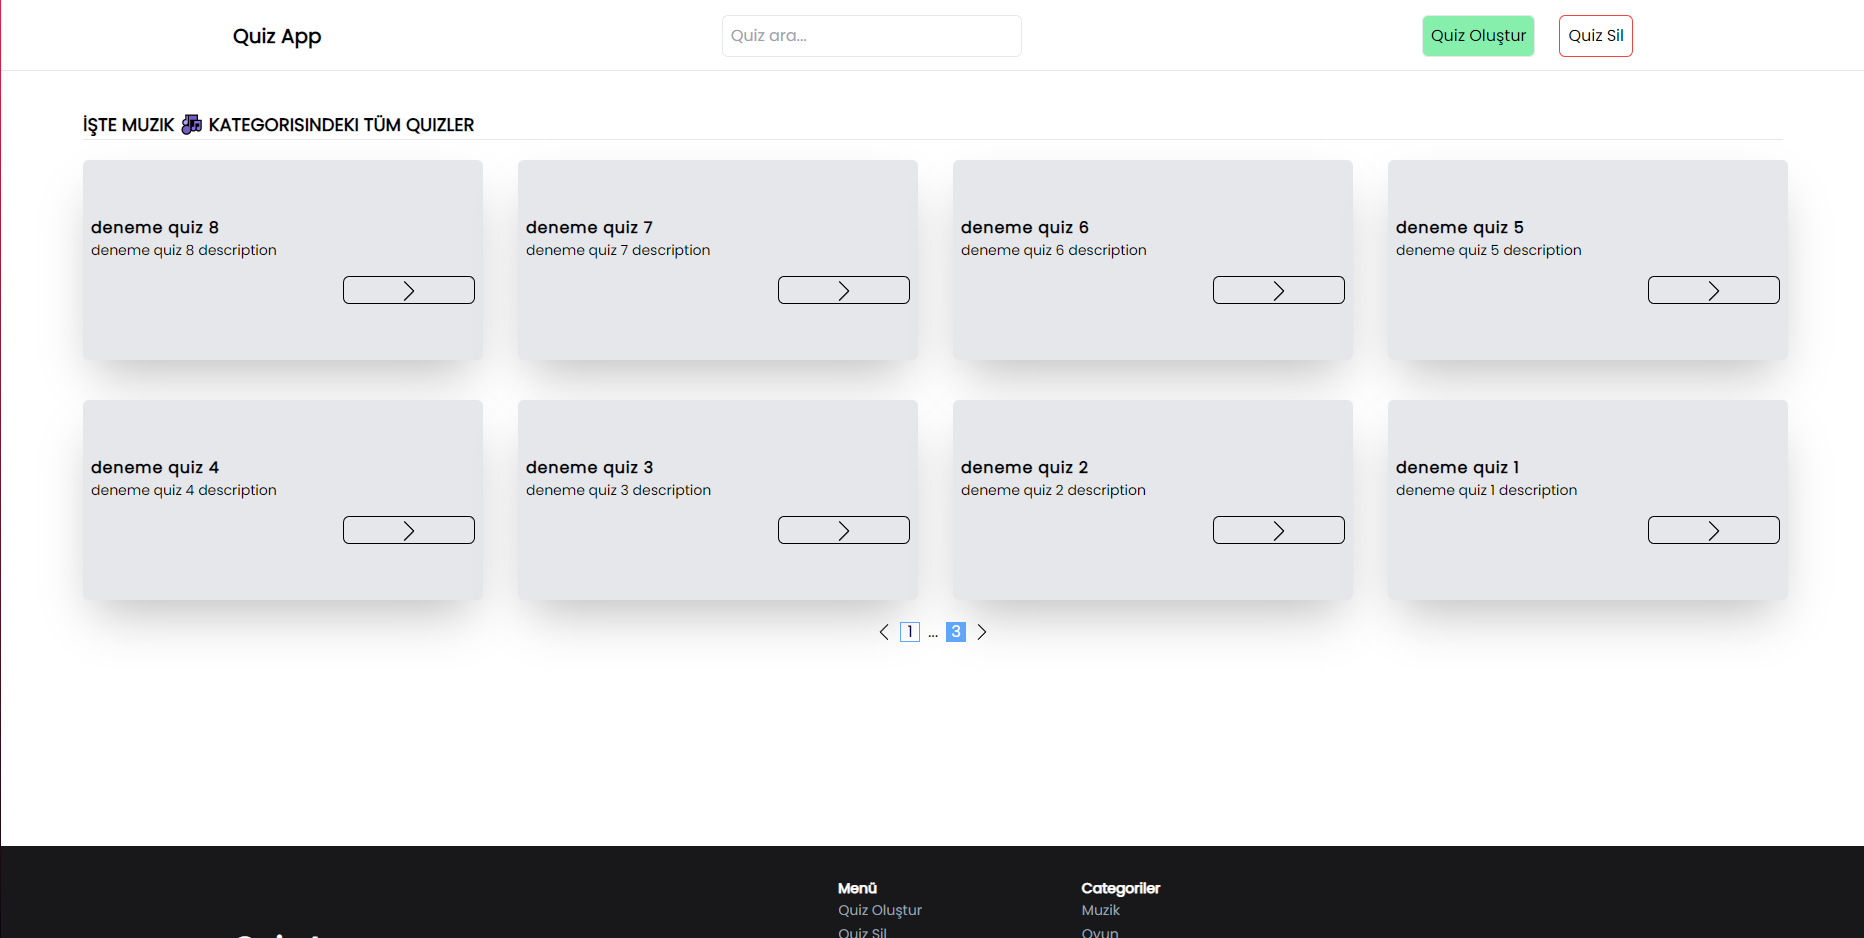 Quiz App
Quiz ara...
Quiz Oluştur
Quiz Sil
İŞTE MUZIK KATEGORISINDEKI TÜM QUIZLER
deneme quiz 8
deneme quiz 8 description
deneme quiz 7
deneme quiz 7 description
deneme quiz 6
deneme quiz 6 description
deneme quiz 5
deneme quiz 5 description
deneme quiz 4
deneme quiz 4 description
deneme quiz 3
deneme quiz 3 description
deneme quiz 2
deneme quiz 2 description
deneme quiz 1
deneme quiz 1 description
1 ... 3
Menü
Quiz Oluştur
Quiz Sil
Categoriler
Muzik
Oyun